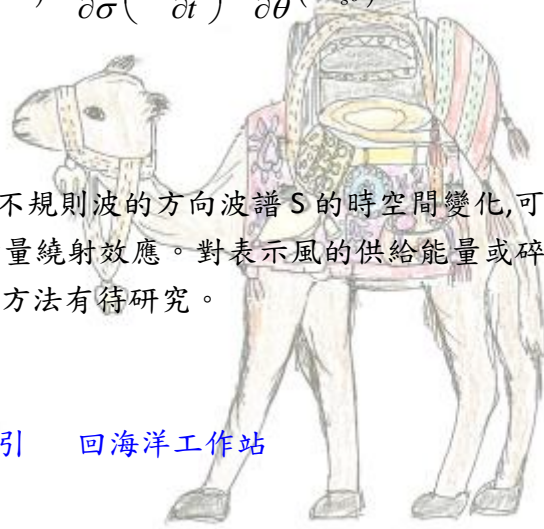 ∂σ ( ∂t ) ∂θ (
不規則波的方向波譜 S 的時空間變化,可
量繞射效應。對表示風的供給能量或碎
方法有待研究。
引 回海洋工作站